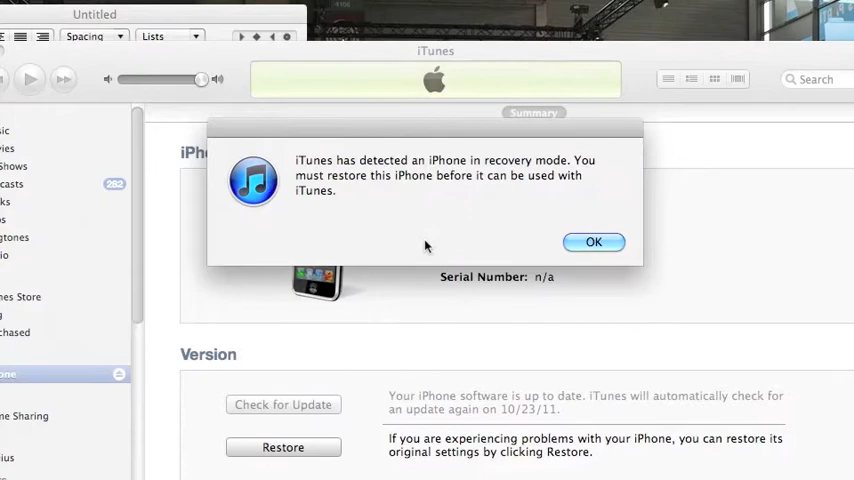 Untitled
Spacing
Lists
iTunes
Search
Summary
iTunes has detected an iPhone in recovery mode. You
must restore this iPhone before it can be used with
iTunes.
OK
282
Serial Number: n/a
Version
Check for Update
Your iPhone software is up to date. iTunes will automatically check for
an update again on 10/23/11.
Restore
If you are experiencing problems with your iPhone, you can restore its
original settings by clicking Restore.